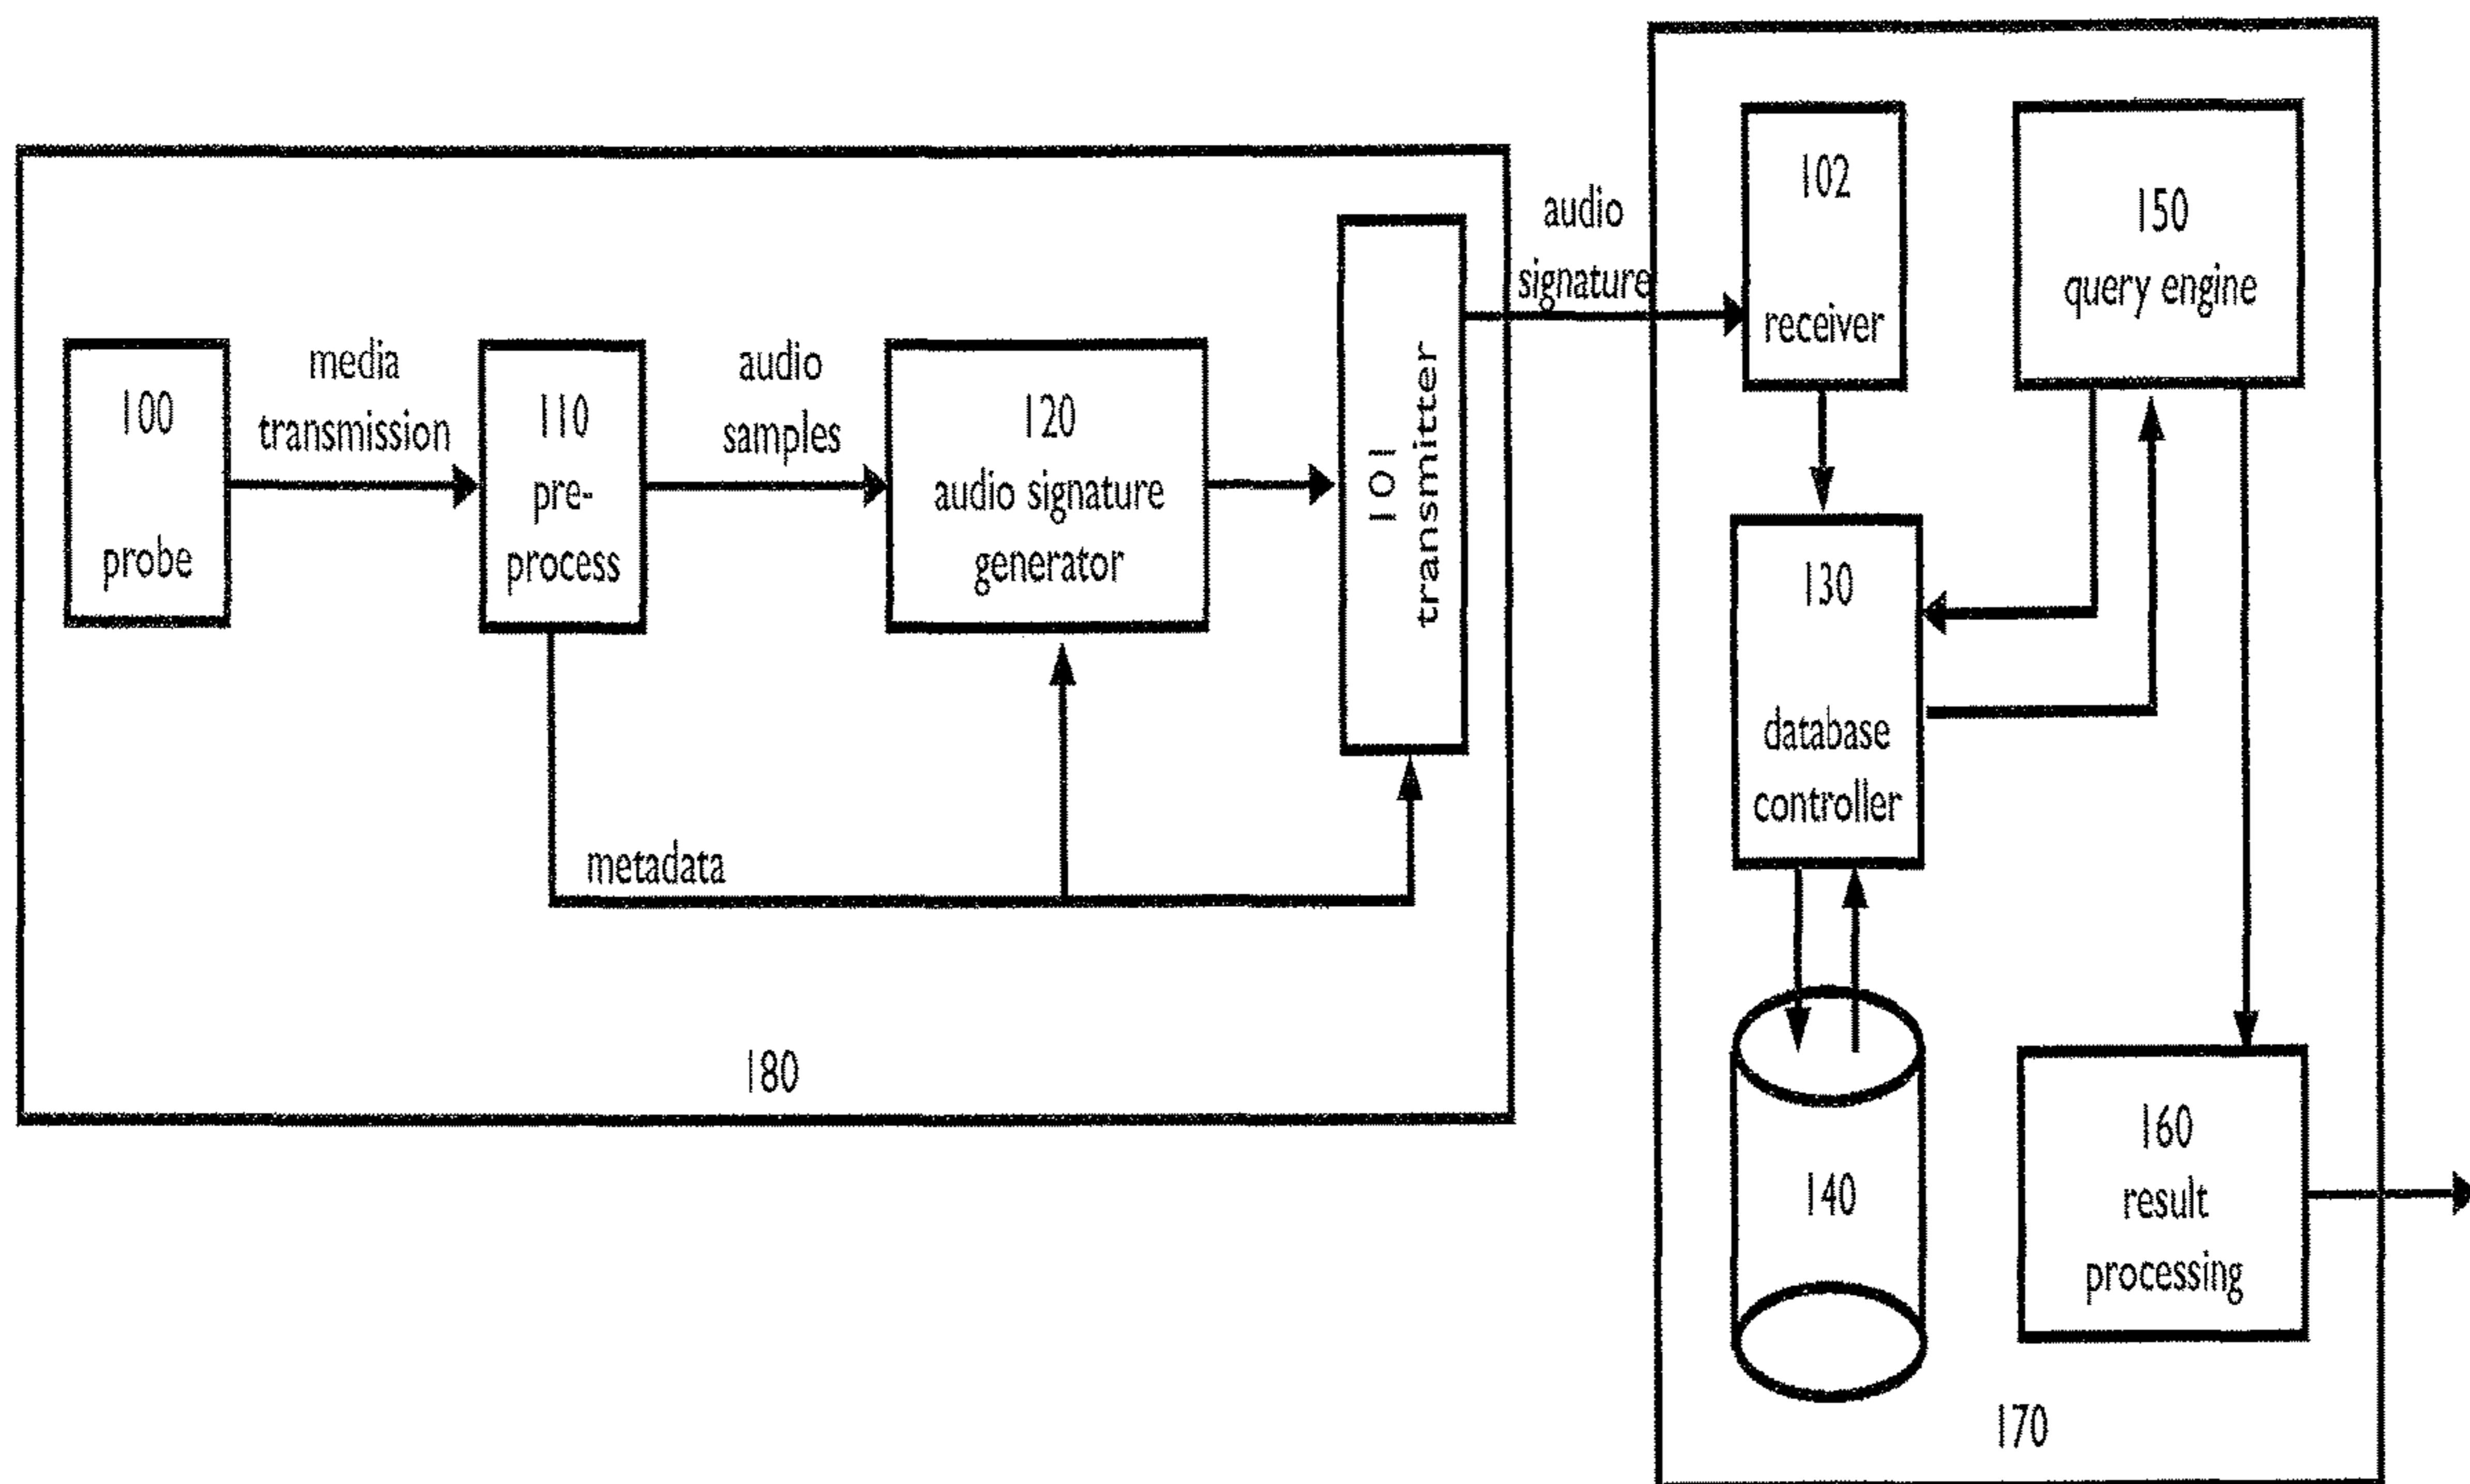 100
probe
media
transmission
110
pre-
process
audio
samples
120
audio signature
generator
101
transmitter
metadata
180
audio
signature
102
receiver
150
query engine
130
database
controller
140
160
result
processing
170